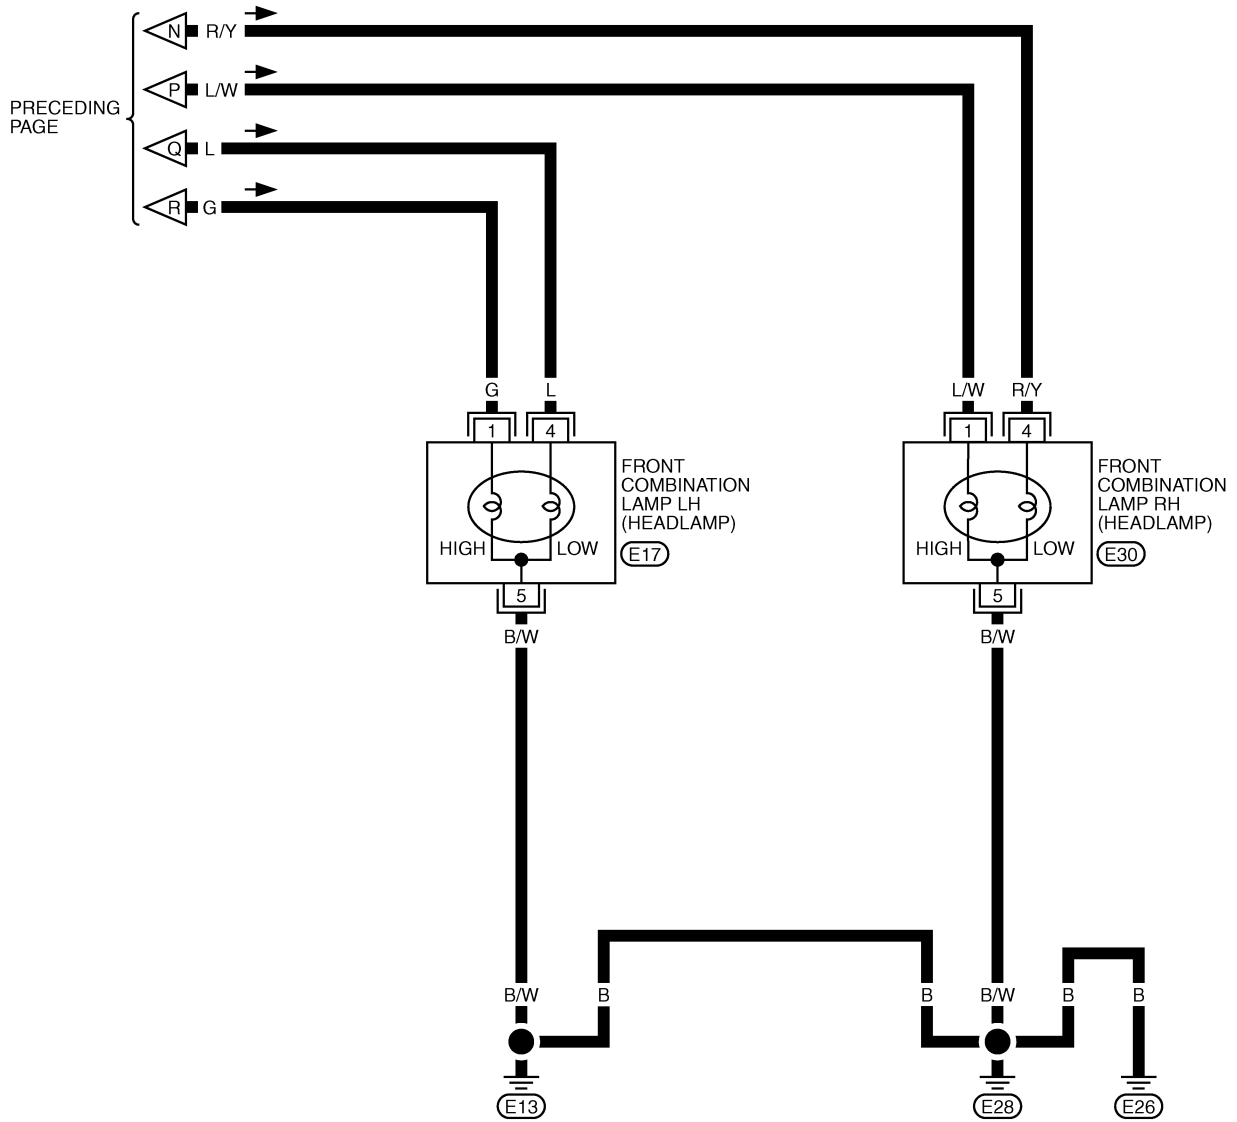 N R/Y
P L/W
PRECEDING
PAGE
Q L
R G
G L L/W R/Y
1 4 1 4
FRONT
COMBINATION
LAMP LH
(HEADLAMP)
HIGH LOW
E17
FRONT
COMBINATION
LAMP RH
(HEADLAMP)
HIGH LOW
E30
5 5
B/W B/W
B/W B B B/W B B
E13 E28 E26